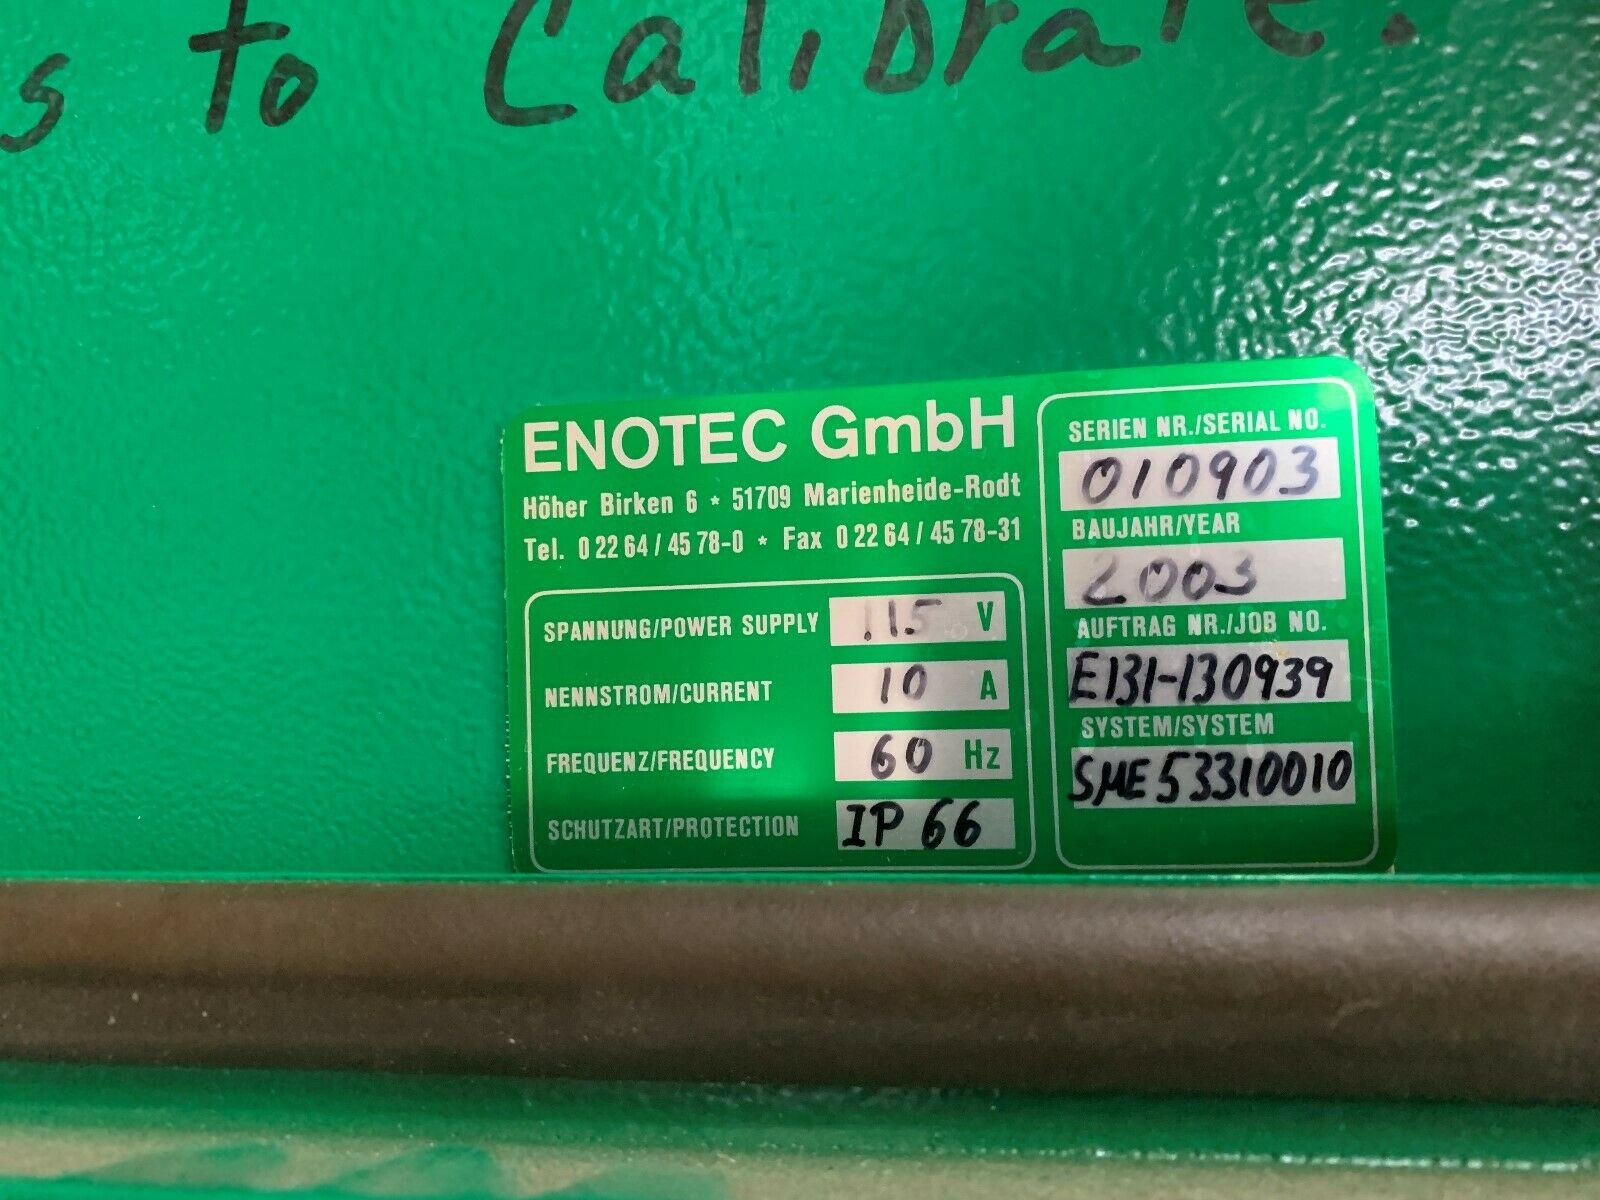 s to Calibrate.
ENOTEC GmbH
Höher Birken 6 * 51709 Marienheide-Rodt
Tel. 0 22 64 / 45 78-0 * Fax 0 22 64 / 45 78-31
SPANNUNG/POWER SUPPLY 115 V
NENNSTROM/CURRENT 10 A
FREQUENZ/FREQUENCY 60 Hz
SCHUTZART/PROTECTION IP 66
SERIEN NR./SERIAL NO.
010903
BAUJAHR/YEAR
2003
AUFTRAG NR./JOB NO.
E131-130939
SYSTEM/SYSTEM
SME53310010